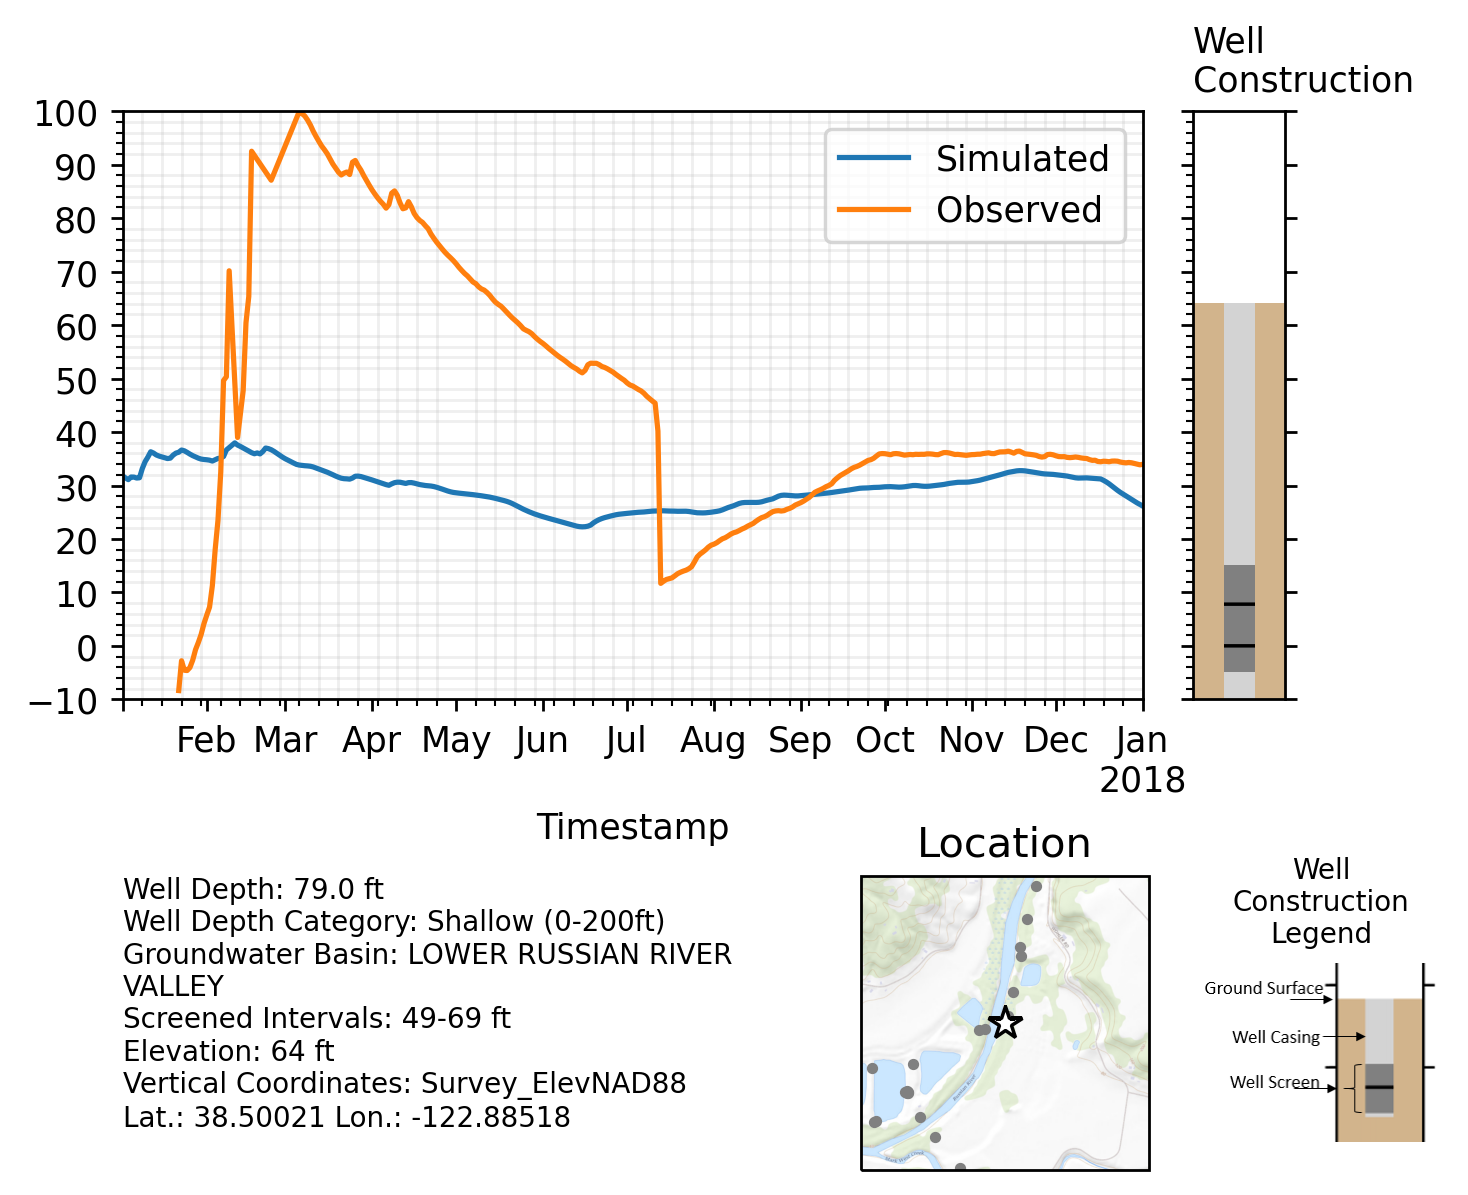 Well
Construction
100
90
80
70
60
50
40
30
20
10
0
−10
Simulated
Observed
Feb Mar Apr May Jun Jul Aug Sep Oct Nov Dec Jan
2018
Timestamp
Well Depth: 79.0 ft
Well Depth Category: Shallow (0-200ft)
Groundwater Basin: LOWER RUSSIAN RIVER
VALLEY
Screened Intervals: 49-69 ft
Elevation: 64 ft
Vertical Coordinates: Survey_ElevNAD88
Lat.: 38.50021 Lon.: -122.88518
Location
Well
Construction
Legend
Ground Surface
Well Casing
Well Screen